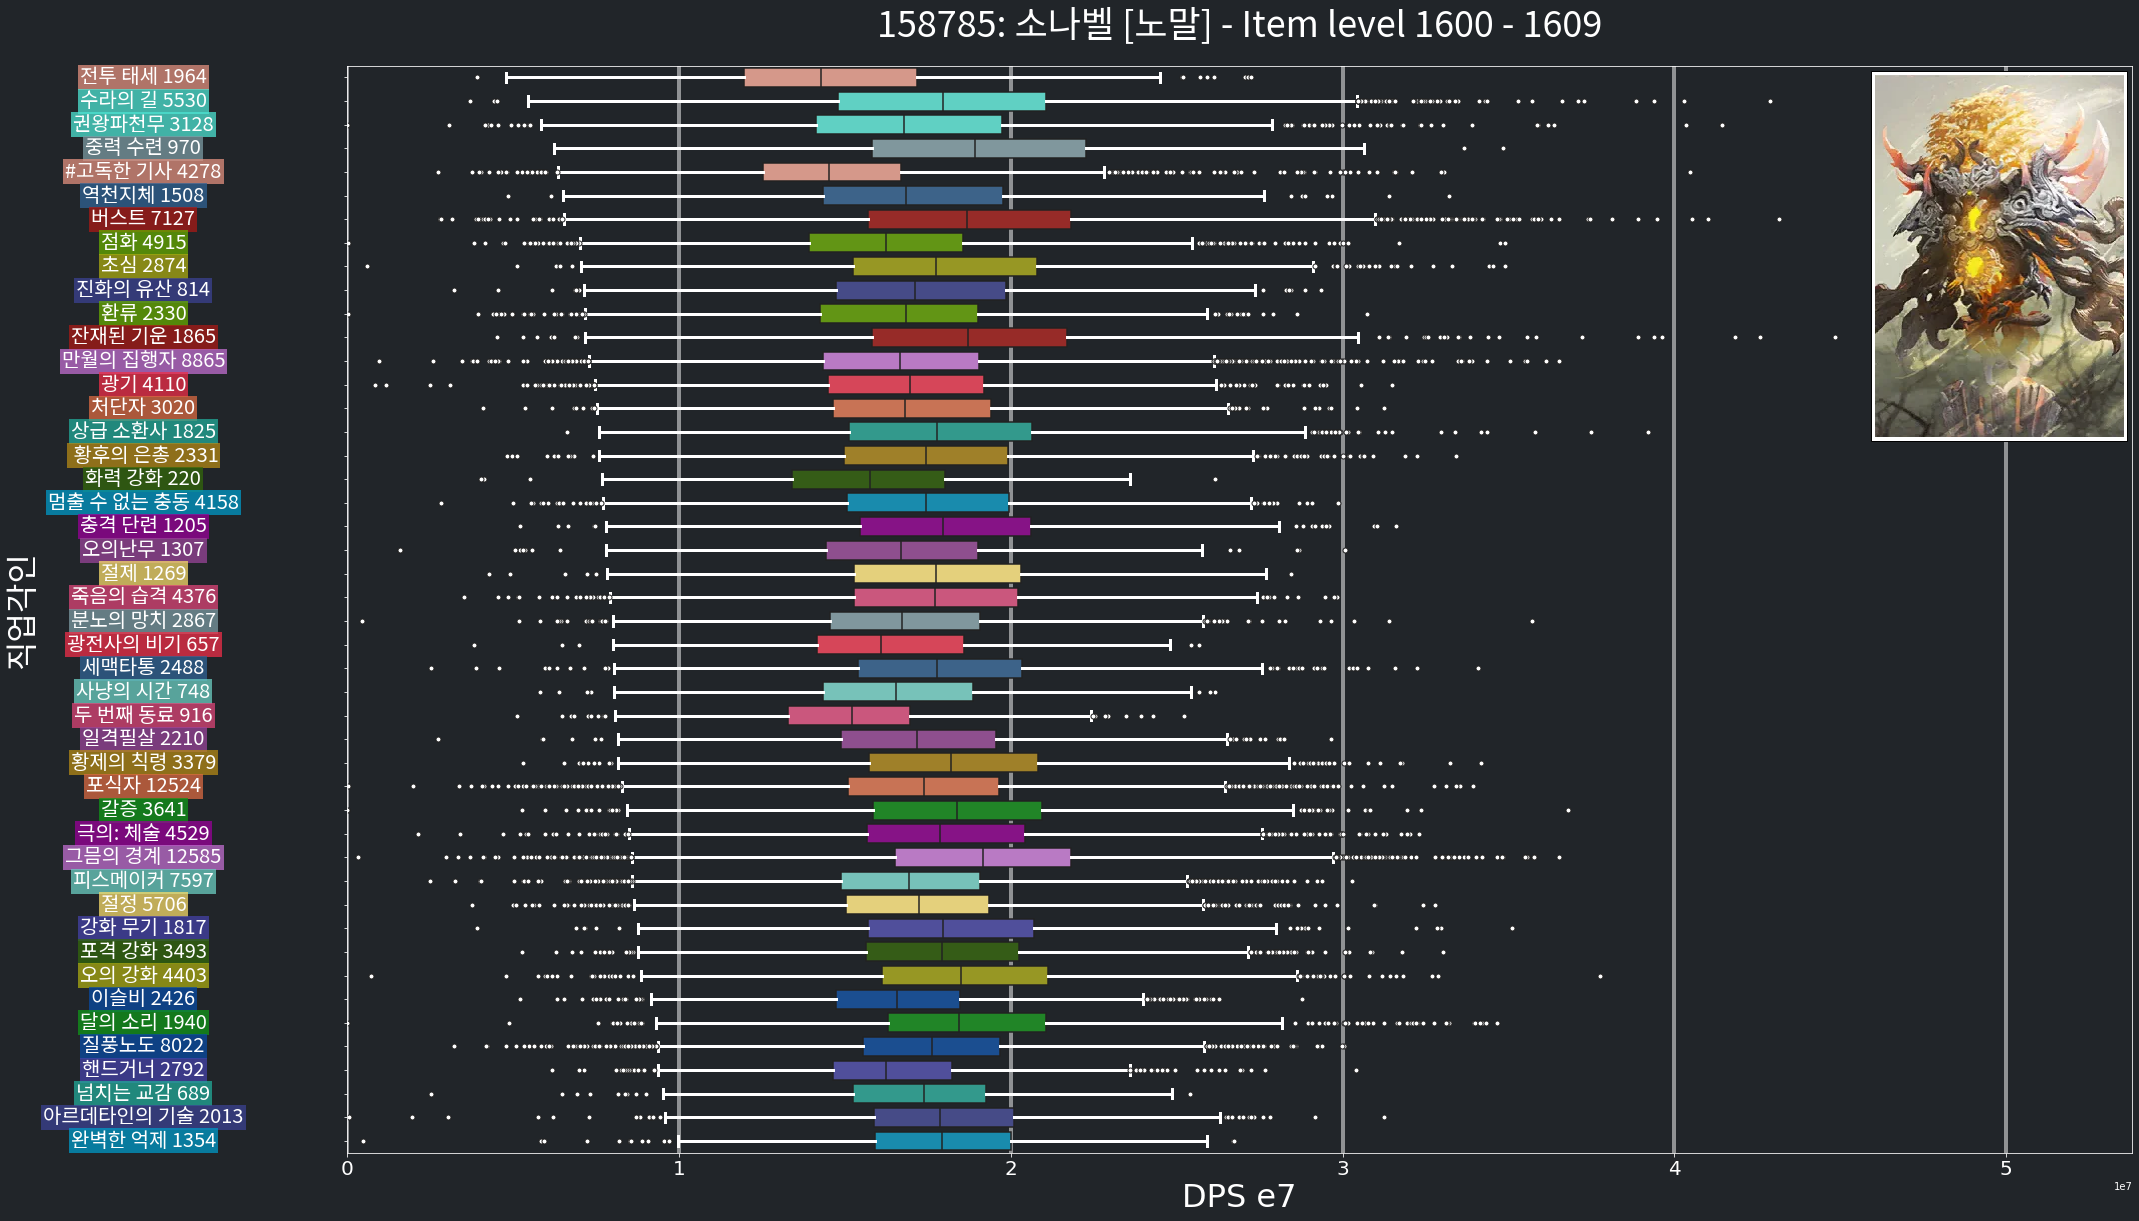 158785: 소나벨 [노말] - Item level 1600 - 1609
전투 태세 1964
수라의 길 5530
권왕파천무 3128
중력 수련 970
#고독한 기사 4278
역천지체 1508
버스트 7127
점화 4915
초심 2874
진화의 유산 814
환류 2330
잔재된 기운 1865
만월의 집행자 8865
광기 4110
처단자 3020
상급 소환사 1825
황후의 은총 2331
화력 강화 220
멈출 수 없는 충동 4158
충격 단련 1205
오의난무 1307
절제 1269
죽음의 습격 4376
분노의 망치 2867
광전사의 비기 657
세맥타통 2488
사냥의 시간 748
두 번째 동료 916
일격필살 2210
황제의 칙령 3379
포식자 12524
갈증 3641
극의: 체술 4529
그믐의 경계 12585
피스메이커 7597
절정 5706
강화 무기 1817
포격 강화 3493
오의 강화 4403
이슬비 2426
달의 소리 1940
질풍노도 8022
핸드거너 2792
넘치는 교감 689
아르데타인의 기술 2013
완벽한 억제 1354
직업각인
0 1 2 3 4 5
DPS e7
1e7